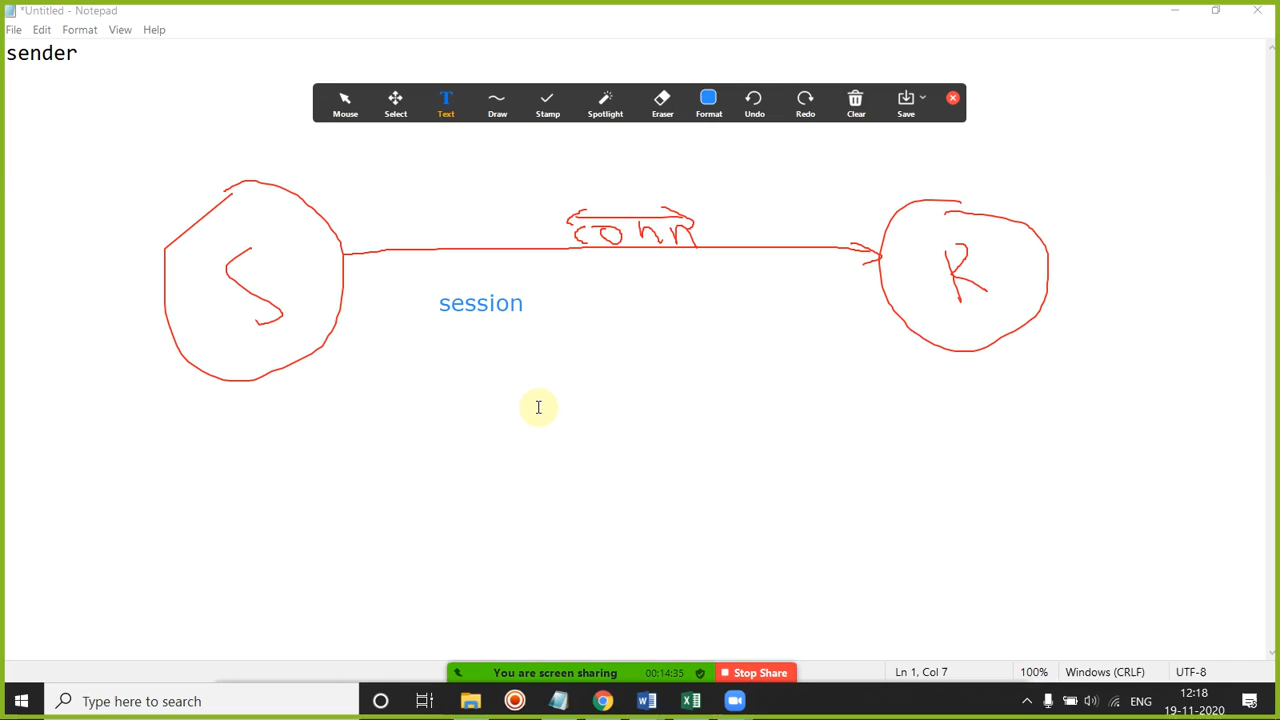 *Untitled - Notepad
File Edit Format View Help
sender
Mouse Select Text Draw Stamp Spotlight Eraser Format Undo Redo Clear Save
T
conn
S
R
session
You are screen sharing 00:14:35 Stop Share
Ln 1, Col 7 100% Windows (CRLF) UTF-8
Type here to search
ENG
12:18
19-11-2020